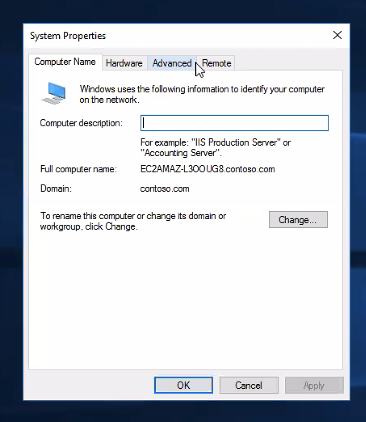 System Properties
Computer Name
Hardware
Advanced
Remote
Windows uses the following information to identify your computer
on the network.
Computer description:
For example: "IIS Production Server" or
"Accounting Server".
Full computer name:
EC2AMAZ-L3OOUG8.contoso.com
Domain:
contoso.com
To rename this computer or change its domain or
workgroup, click Change.
Change...
OK
Cancel
Apply